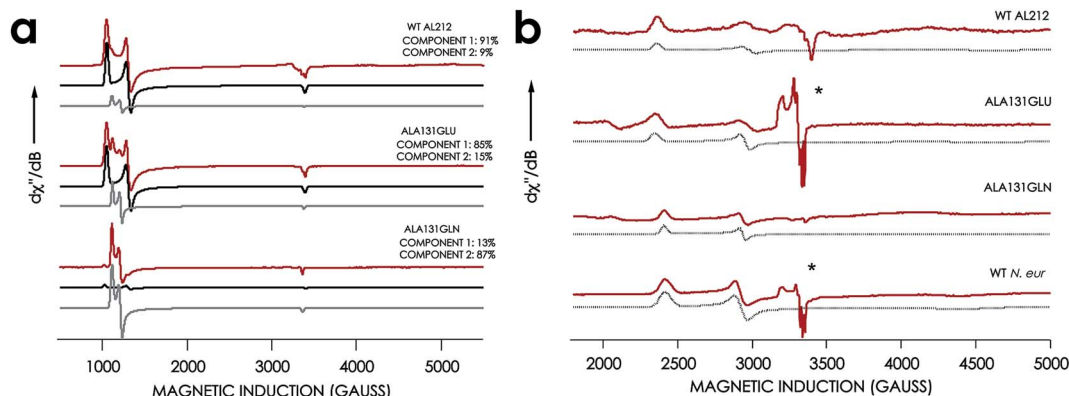 a
WT AL212
COMPONENT 1: 91%
COMPONENT 2: 9%
ALA131GLU
COMPONENT 1: 85%
COMPONENT 2: 15%
ALA131GLN
COMPONENT 1: 13%
COMPONENT 2: 87%
dχ"/dB
1000 2000 3000 4000 5000
MAGNETIC INDUCTION (GAUSS)
b
WT AL212
*
ALA131GLU
ALA131GLN
*
WT N. eur
dχ"/dB
2000 2500 3000 3500 4000 4500 5000
MAGNETIC INDUCTION (GAUSS)